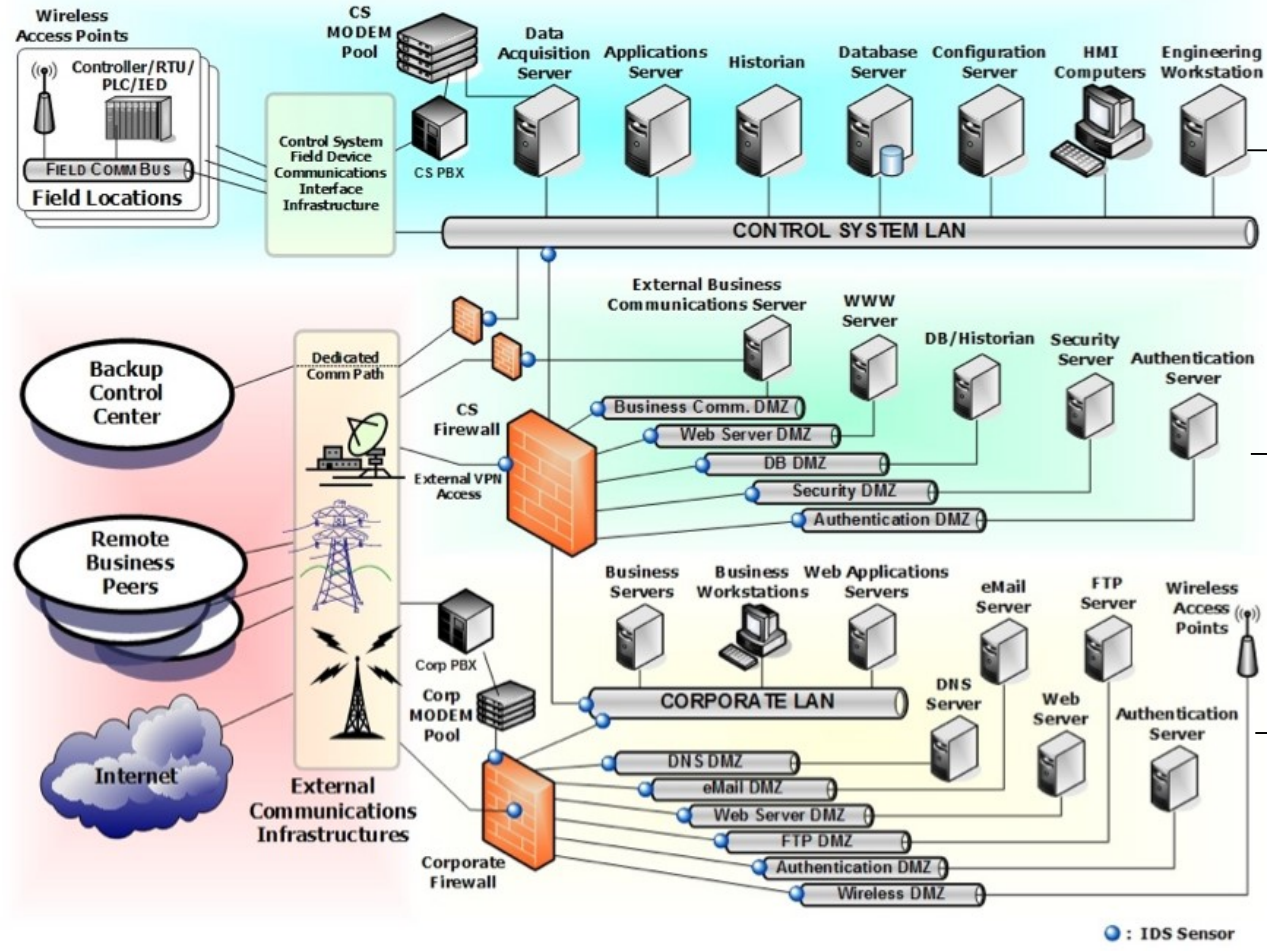 Wireless
Access Points
Controller/RTU/
PLC/IED
FIELD COMM BUS
Field Locations
Control System
Field Device
Communications
Interface
Infrastructure
CS
MODEM
Pool
CS PBX
Data
Acquisition
Server
Applications
Server
Historian
Database
Server
Configuration
Server
HMI
Computers
Engineering
Workstation
CONTROL SYSTEM LAN
External Business
Communications Server
WWW
Server
DB/Historian
Security
Server
Authentication
Server
Backup
Control
Center
Dedicated
Comm Path
CS
Firewall
External VPN
Access
Business Comm. DMZ
Web Server DMZ
DB DMZ
Security DMZ
Authentication DMZ
Remote
Business
Peers
Internet
External
Communications
Infrastructures
Corp PBX
Corp
MODEM
Pool
Corporate
Firewall
Business
Servers
Business
Workstations
Web Applications
Servers
eMail
Server
FTP
Server
Wireless
Access
Points
CORPORATE LAN
DNS
Server
Web
Server
Authentication
Server
DNS DMZ
eMail DMZ
Web Server DMZ
FTP DMZ
Authentication DMZ
Wireless DMZ
: IDS Sensor